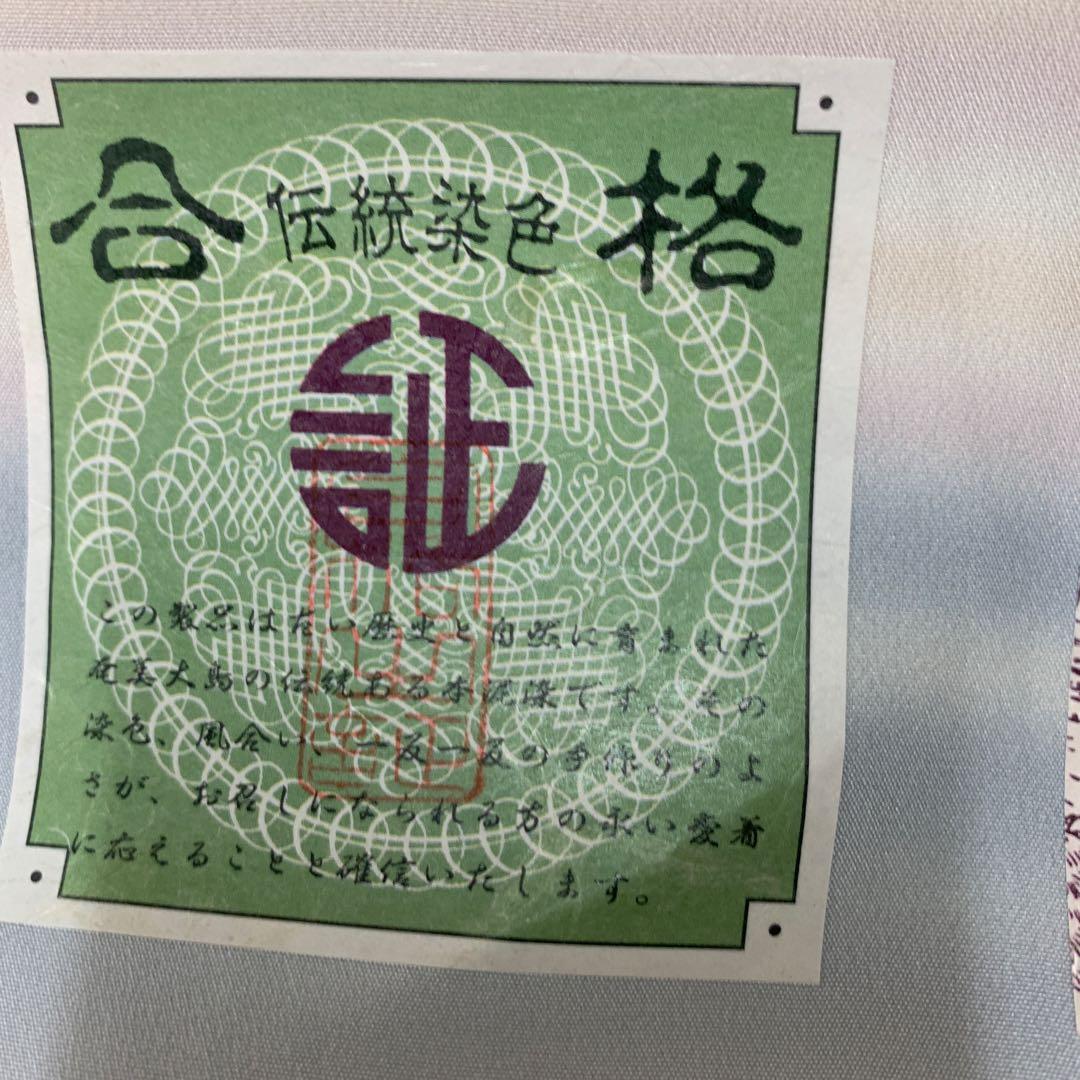 合 伝統染色 格
証
この製品はながい歴史と自然に育まれた
奄美大島の伝統ある本泥染です。その
染色、風合い、一反一反の手作りのよ
さが、お召しになられる方の永い愛着
に応えることと確信いたします。